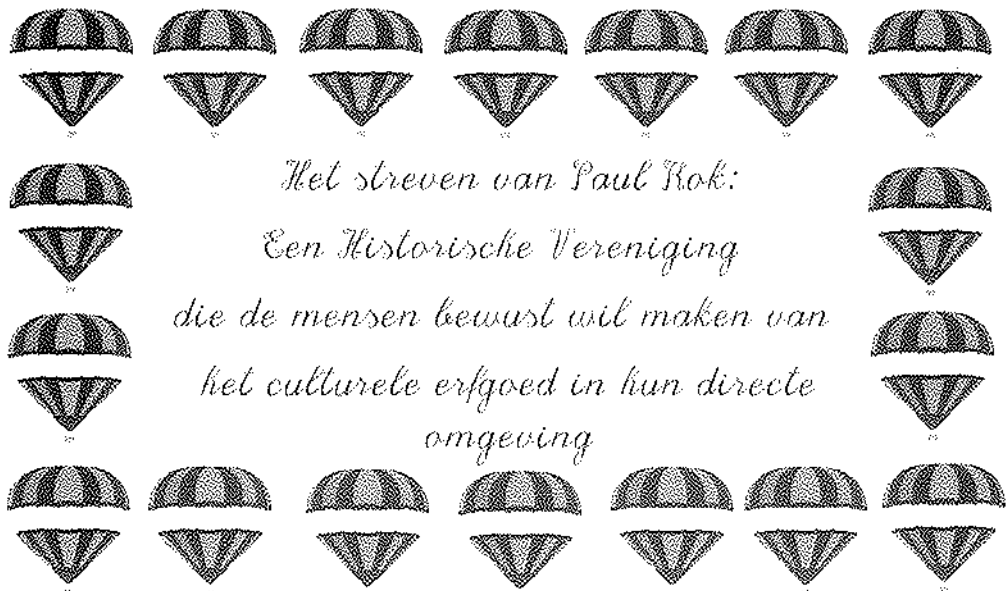 Het streven van Paul Kok:
Een Historische Vereniging
die de mensen bewust wil maken van
het culturele erfgoed in hun directe
omgeving